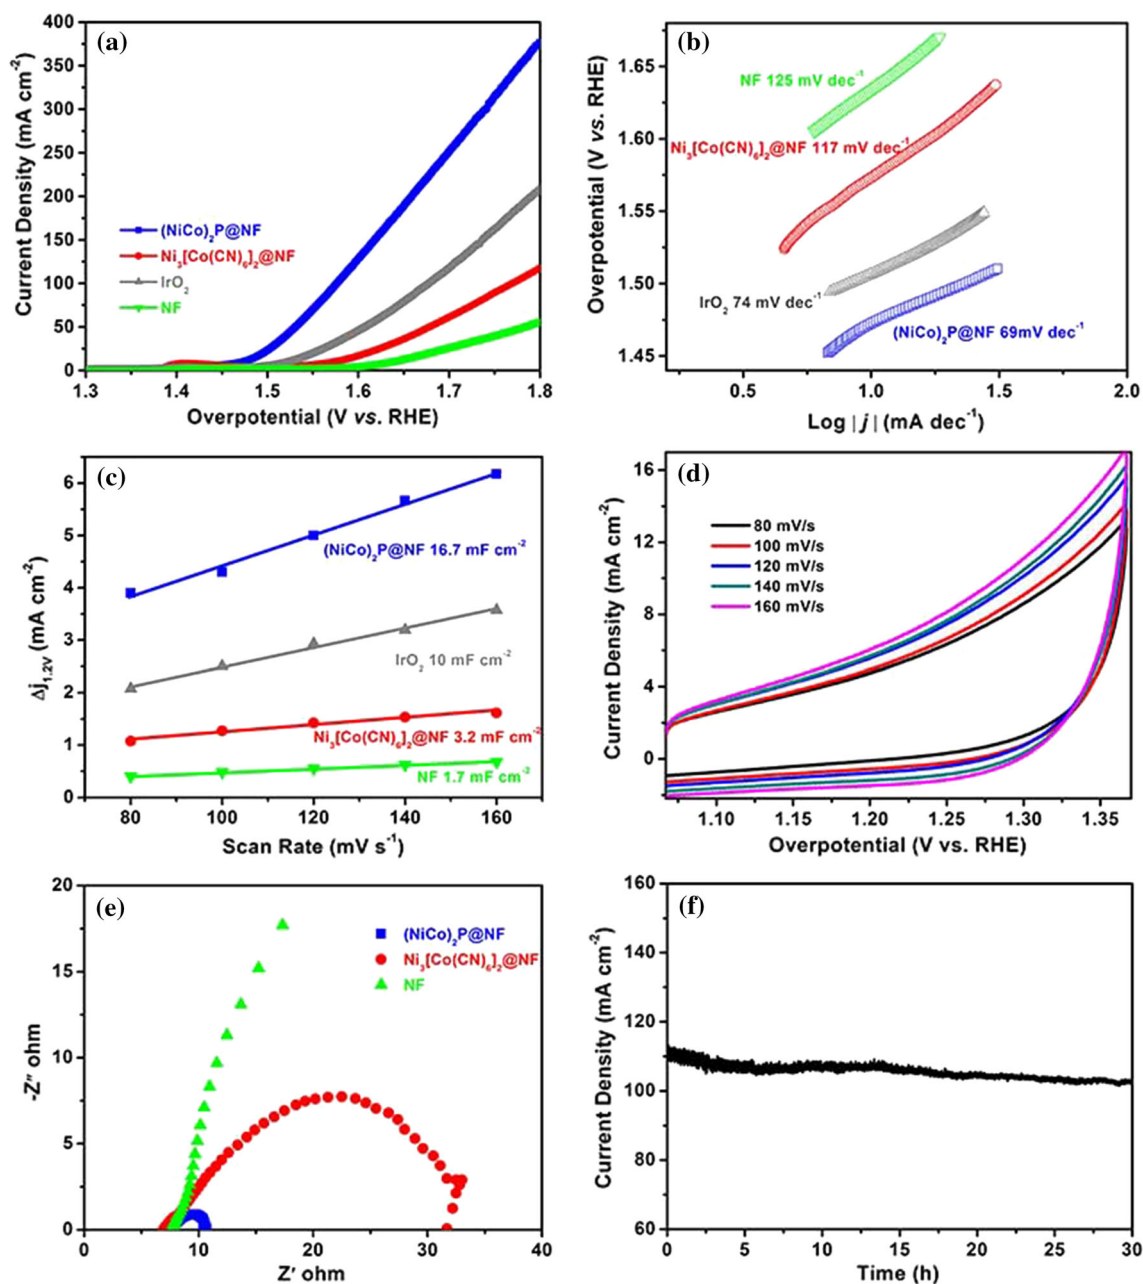 (a)
400
350
300
250
200
150
100
50
0
Current Density (mA cm⁻²)
(NiCo)₂P@NF
Ni₃[Co(CN)₆]₂@NF
IrO₂
NF
1.3 1.4 1.5 1.6 1.7 1.8
Overpotential (V vs. RHE)
(b)
1.65
1.60
1.55
1.50
1.45
Overpotential (V vs. RHE)
NF 125 mV dec⁻¹
Ni₃[Co(CN)₆]₂@NF 117 mV dec⁻¹
IrO₂ 74 mV dec⁻¹
(NiCo)₂P@NF 69mV dec⁻¹
0.5 1.0 1.5 2.0
Log | j | (mA dec⁻¹)
(c)
6
5
4
3
2
1
0
Δj₁.₂ᵥ (mA cm⁻²)
(NiCo)₂P@NF 16.7 mF cm⁻²
IrO₂ 10 mF cm⁻²
Ni₃[Co(CN)₆]₂@NF 3.2 mF cm⁻²
NF 1.7 mF cm⁻²
80 100 120 140 160
Scan Rate (mV s⁻¹)
(d)
16
12
8
4
0
Current Density (mA cm⁻²)
80 mV/s
100 mV/s
120 mV/s
140 mV/s
160 mV/s
1.10 1.15 1.20 1.25 1.30 1.35
Overpotential (V vs. RHE)
(e)
20
15
10
5
0
-Z″ ohm
(NiCo)₂P@NF
Ni₃[Co(CN)₆]₂@NF
NF
0 10 20 30 40
Z′ ohm
(f)
160
140
120
100
80
60
Current Density (mA cm⁻²)
0 5 10 15 20 25 30
Time (h)